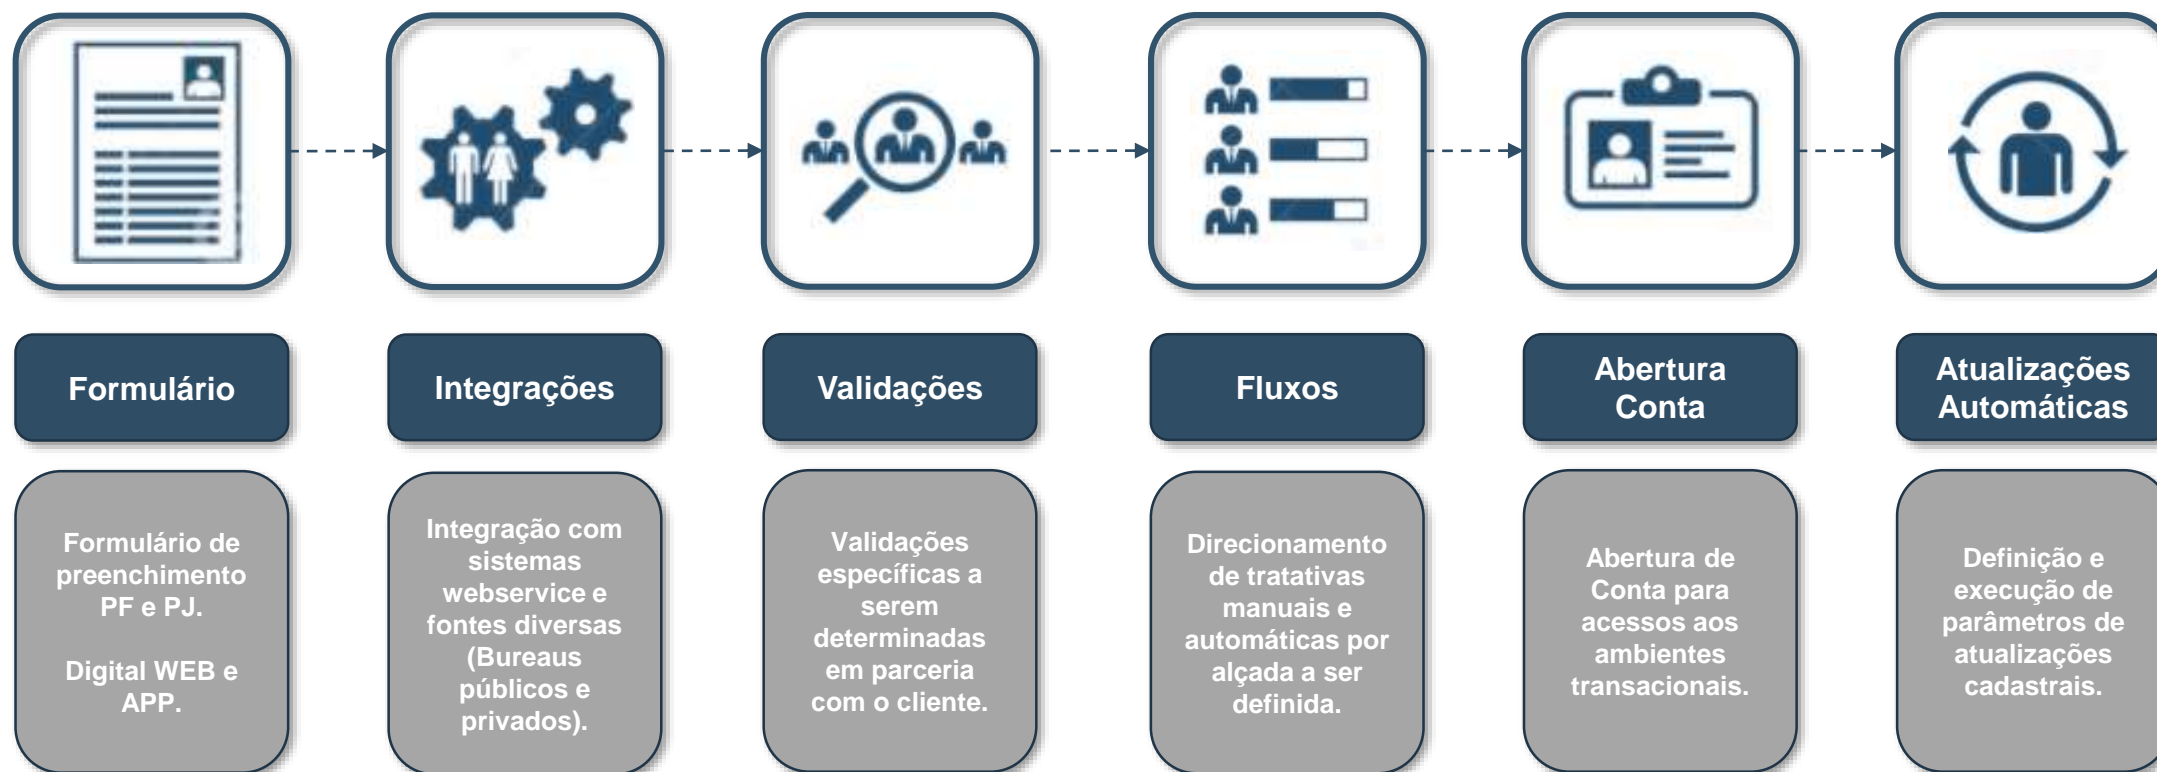 Formulário
Integrações
Validações
Fluxos
Abertura
Conta
Atualizações
Automáticas
Formulário de
preenchimento
PF e PJ.
Digital WEB e
APP.
Integração com
sistemas
webservice e
fontes diversas
(Bureaus
públicos e
privados).
Validações
específicas a
serem
determinadas
em parceria
com o cliente.
Direcionamento
de tratativas
manuais e
automáticas por
alçada a ser
definida.
Abertura de
Conta para
acessos aos
ambientes
transacionais.
Definição e
execução de
parâmetros de
atualizações
cadastrais.